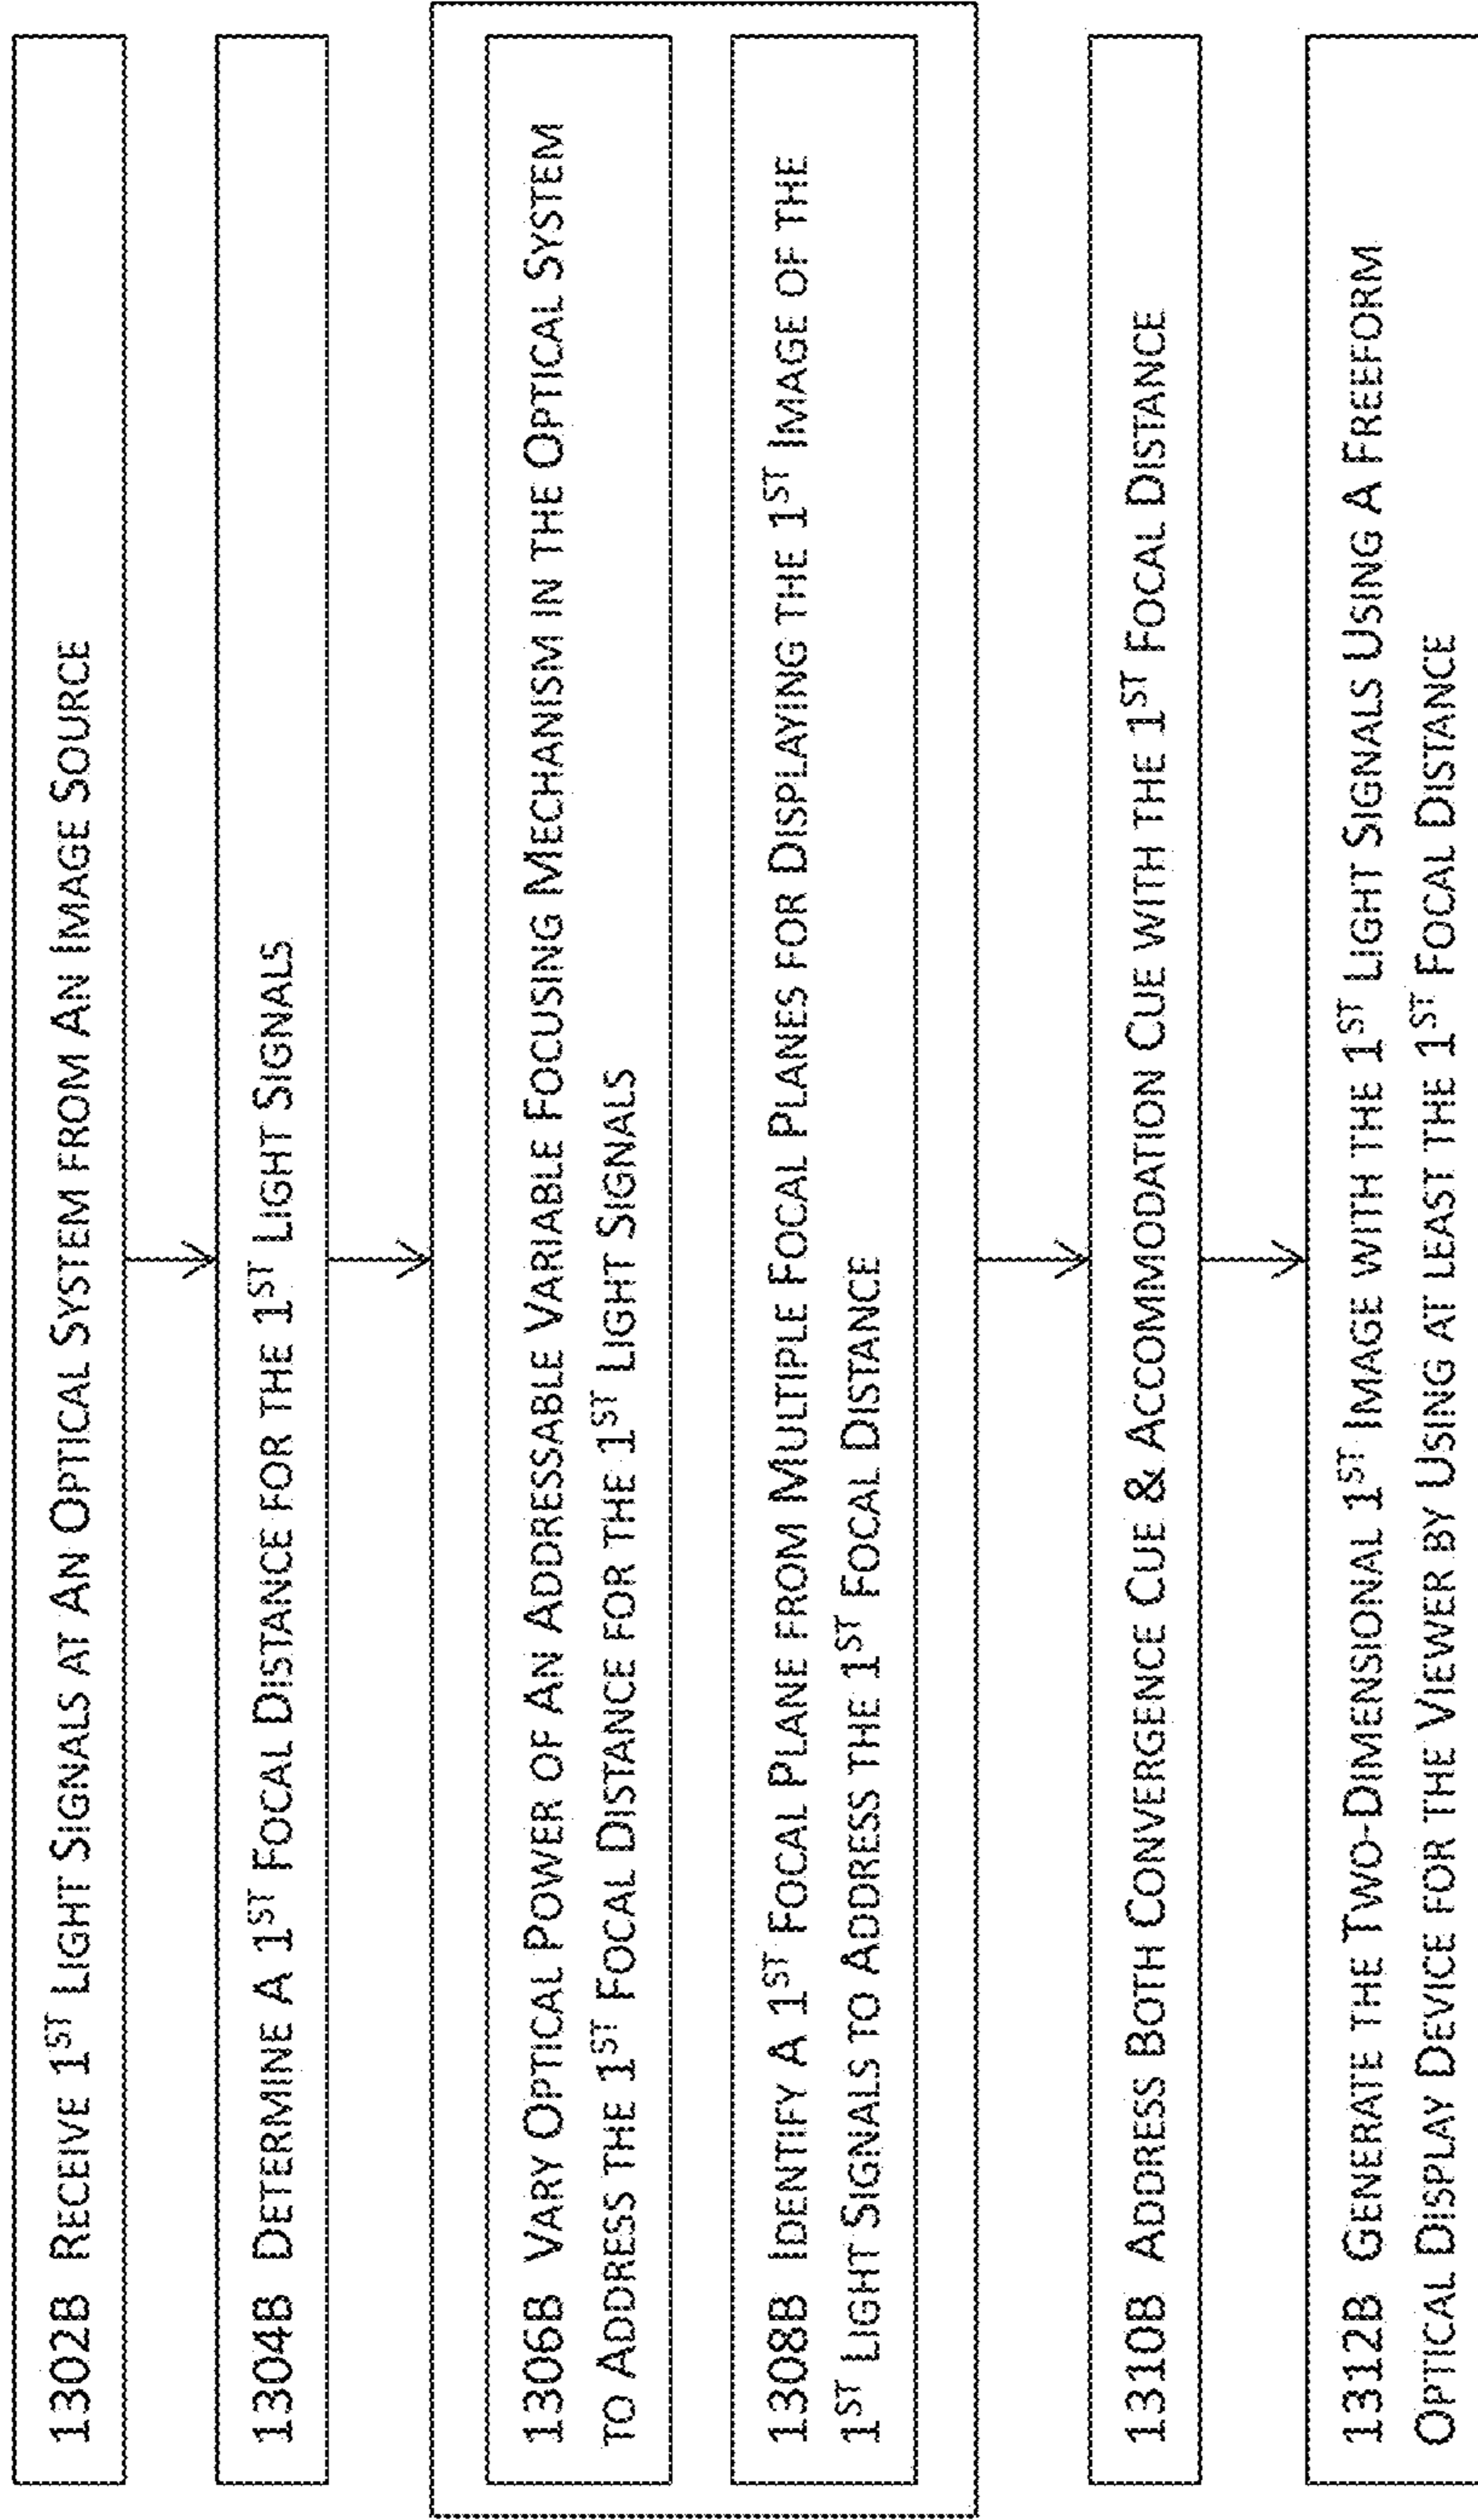 1302B RECEIVE 1ST LIGHT SIGNALS AT AN OPTICAL SYSTEM FROM AN IMAGE SOURCE
1304B DETERMINE A 1ST FOCAL DISTANCE FOR THE 1ST LIGHT SIGNALS
1306B VARY OPTICAL POWER OF AN ADDRESSABLE VARIABLE FOCUSING MECHANISM IN THE OPTICAL SYSTEM
TO ADDRESS THE 1ST FOCAL DISTANCE FOR THE 1ST LIGHT SIGNALS
1308B IDENTIFY A 1ST FOCAL PLANE FROM MULTIPLE FOCAL PLANES FOR DISPLAYING THE 1ST IMAGE OF THE
1ST LIGHT SIGNALS TO ADDRESS THE 1ST FOCAL DISTANCE
1310B ADDRESS BOTH CONVERGENCE CUE & ACCOMMODATION CUE WITH THE 1ST FOCAL DISTANCE
1312B GENERATE THE TWO-DIMENSIONAL 1ST IMAGE WITH THE 1ST LIGHT SIGNALS USING A FREEFORM
OPTICAL DISPLAY DEVICE FOR THE VIEWER BY USING AT LEAST THE 1ST FOCAL DISTANCE